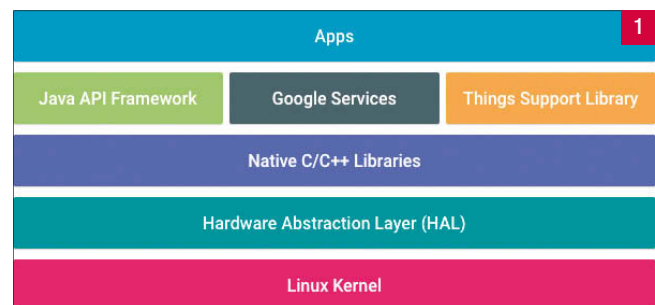 Apps
1
Java API Framework
Google Services
Things Support Library
Native C/C++ Libraries
Hardware Abstraction Layer (HAL)
Linux Kernel